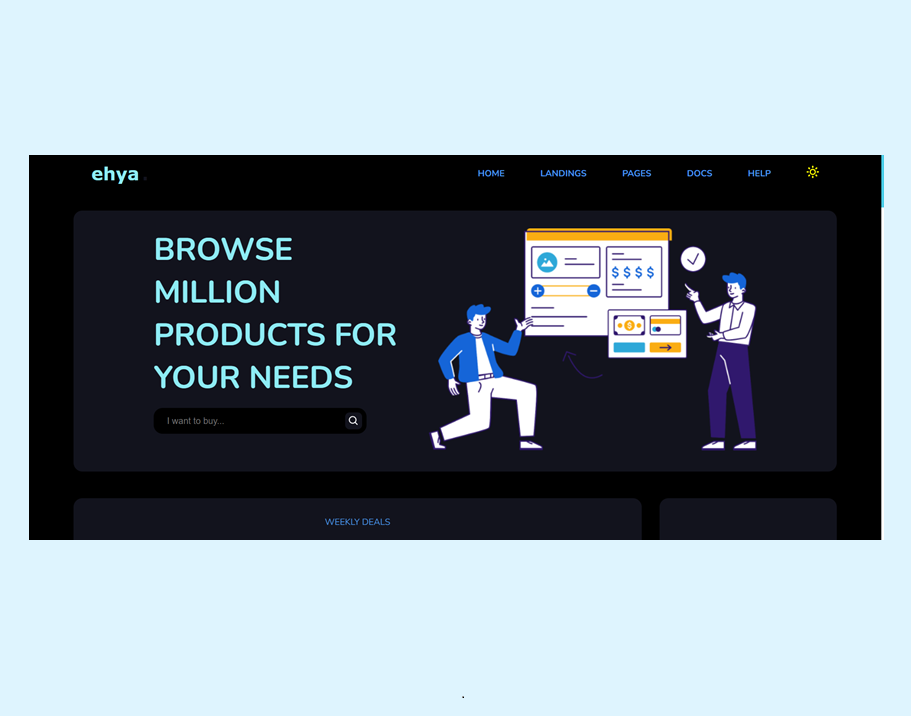 ehya .
HOME LANDINGS PAGES DOCS HELP
BROWSE
MILLION
PRODUCTS FOR
YOUR NEEDS
I want to buy...
$ $ $ $
$
WEEKLY DEALS
.